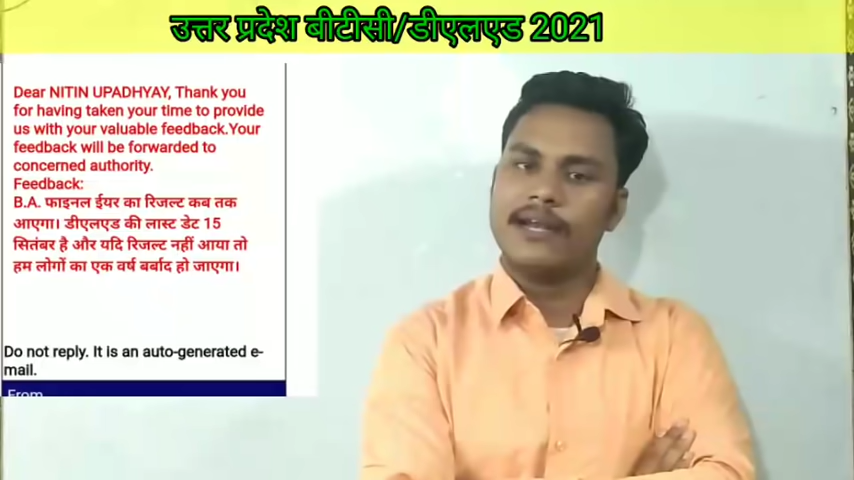 उत्तर प्रदेश बीटीसी/डीएलएड 2021
Dear NITIN UPADHYAY, Thank you
for having taken your time to provide
us with your valuable feedback.Your
feedback will be forwarded to
concerned authority.
Feedback:
B.A. फाइनल ईयर का रिजल्ट कब तक
आएगा। डीएलएड की लास्ट डेट 15
सितंबर है और यदि रिजल्ट नहीं आया तो
हम लोगों का एक वर्ष बर्बाद हो जाएगा।
Do not reply. It is an auto-generated e-
mail.
From